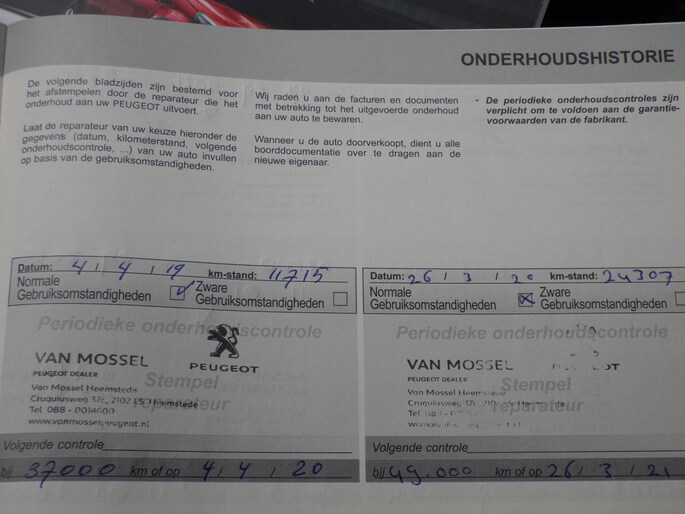 ONDERHOUDSHISTORIE
De volgende bladzijden zijn bestemd voor
het afstempelen door de reparateur die het
onderhoud aan uw PEUGEOT uitvoert.
Laat de reparateur van uw keuze hieronder de
gegevens (datum, kilometerstand, volgende
onderhoudscontrole, ...) van uw auto invullen
op basis van de gebruiksomstandigheden.
Wij raden u aan de facturen en documenten
met betrekking tot het uitgevoerde onderhoud
aan uw auto te bewaren.
Wanneer u de auto doorverkoopt, dient u alle
boorddocumentatie over te dragen aan de
nieuwe eigenaar.
• De periodieke onderhoudscontroles zijn
verplicht om te voldoen aan de garantie-
voorwaarden van de fabrikant.
Datum: 4 / 4 / 19 km-stand: 11715
Normale
Gebruiksomstandigheden
Zware
Gebruiksomstandigheden
Periodieke onderhoudscontrole
VAN MOSSEL
PEUGEOT DEALER
PEUGEOT
Van Mossel Heemstede
Cruquiusweg 37c, 2102 LS Heemstede
Tel. 088 - 0014600
www.vanmosselpeugeot.nl
Stempel
reparateur
Volgende controle
bij 37000 km of op 4 / 4 / 20
Datum: 26 / 3 / 20 km-stand: 24307
Normale
Gebruiksomstandigheden
Zware
Gebruiksomstandigheden
Periodieke onderhoudscontrole
VAN MOSSEL
PEUGEOT DEALER
Van Mossel
Stempel
reparateur
Volgende controle
bij 49.000 km of op 26 / 3 / 21